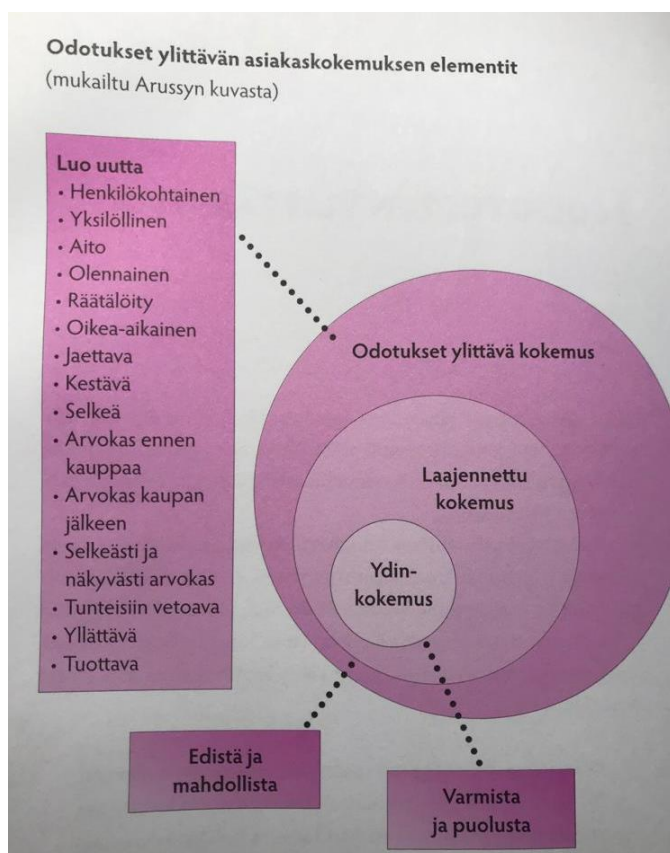 Odotukset ylittävän asiakaskokemuksen elementit
(mukailtu Arussyn kuvasta)
Luo uutta
• Henkilökohtainen
• Yksilöllinen
• Aito
• Olennainen
• Räätälöity
• Oikea-aikainen
• Jaettava
• Kestävä
• Selkeä
• Arvokas ennen
kauppaa
• Arvokas kaupan
jälkeen
• Selkeästi ja
näkyvästi arvokas
• Tunteisiin vetoava
• Yllättävä
• Tuottava
Odotukset ylittävä kokemus
Laajennettu
kokemus
Ydin-
kokemus
Edistä ja
mahdollista
Varmista
ja puolusta